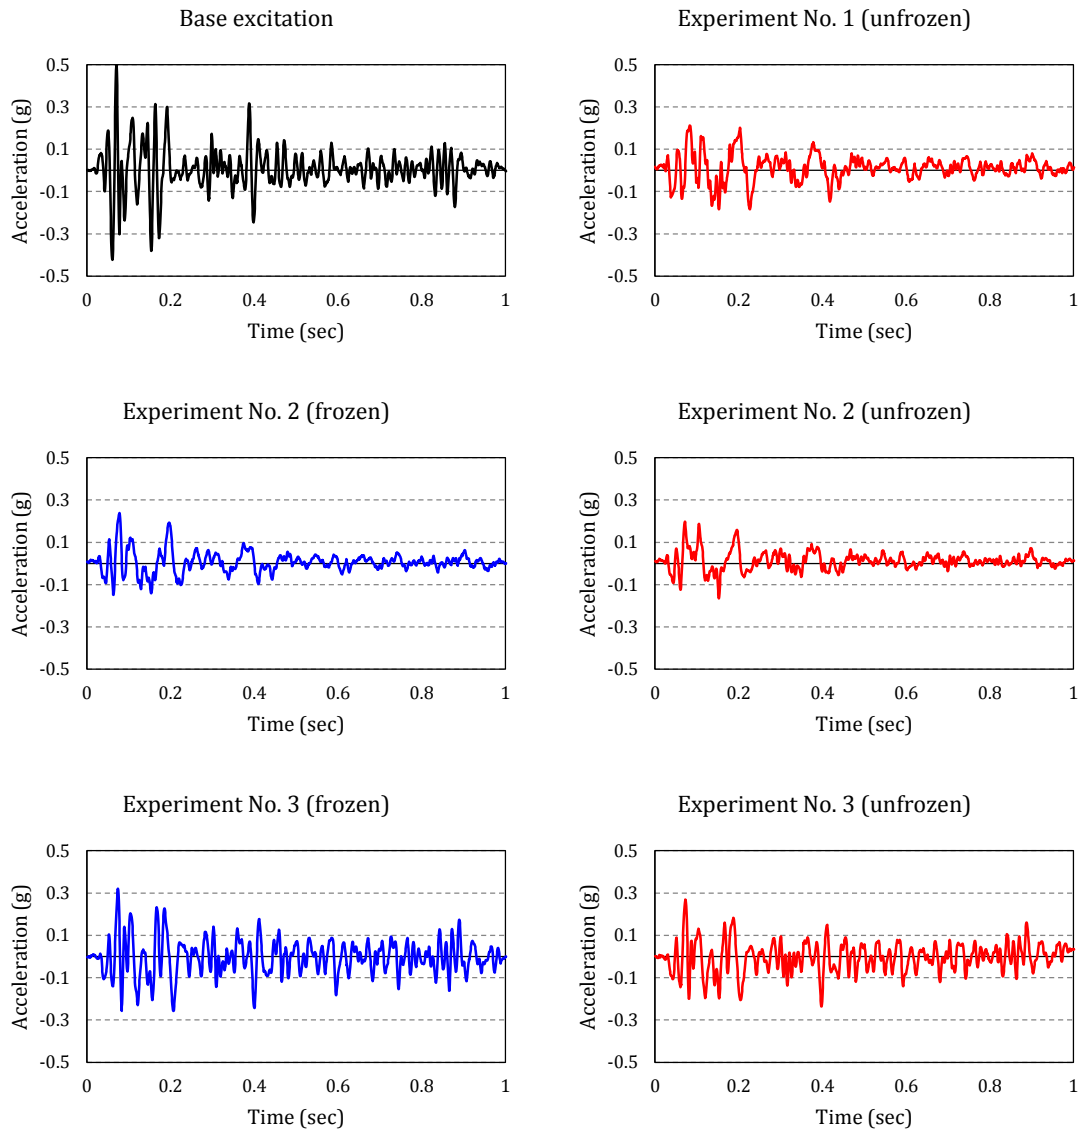 Base excitation
0.5
0.3
0.1
-0.1
-0.3
-0.5
Acceleration (g)
0 0.2 0.4 0.6 0.8 1
Time (sec)
Experiment No. 1 (unfrozen)
0.5
0.3
0.1
-0.1
-0.3
-0.5
Acceleration (g)
0 0.2 0.4 0.6 0.8 1
Time (sec)
Experiment No. 2 (frozen)
0.5
0.3
0.1
-0.1
-0.3
-0.5
Acceleration (g)
0 0.2 0.4 0.6 0.8 1
Time (sec)
Experiment No. 2 (unfrozen)
0.5
0.3
0.1
-0.1
-0.3
-0.5
Acceleration (g)
0 0.2 0.4 0.6 0.8 1
Time (sec)
Experiment No. 3 (frozen)
0.5
0.3
0.1
-0.1
-0.3
-0.5
Acceleration (g)
0 0.2 0.4 0.6 0.8 1
Time (sec)
Experiment No. 3 (unfrozen)
0.5
0.3
0.1
-0.1
-0.3
-0.5
Acceleration (g)
0 0.2 0.4 0.6 0.8 1
Time (sec)